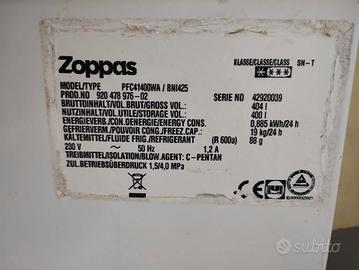 Zoppas
KLASSE/CLASSE/CLASS SN-T
MODEL/TYPE PFC41400WA / BNI425
PROD.NO 920 478 976-02
SERIE NO 42920039
BRUTTOINHALT/VOL.BRUT/GROSS VOL.: 404 l
NUTZINHALT/VOL.UTILE/STORAGE VOL.: 400 l
ENERGIEVERB./CON.DENERGIE/ENERGY CONS. 0,885 kWh/24 h
GEFRIERVERM./POUVOIR CONG./FREEZ.CAP.: 19 kg/24 h
KÄLTEMITTEL/FLUIDE FRIG./REFRIGERANT (R 600a) 88 g
230 V ~ 50 Hz 1,2 A
TREIBMITTEL/ISOLATION/BLOW.AGENT: C-PENTAN
ZUL.BETRIEBSÜBERDRUCK 1,5/4,0 MPa
CE
subito